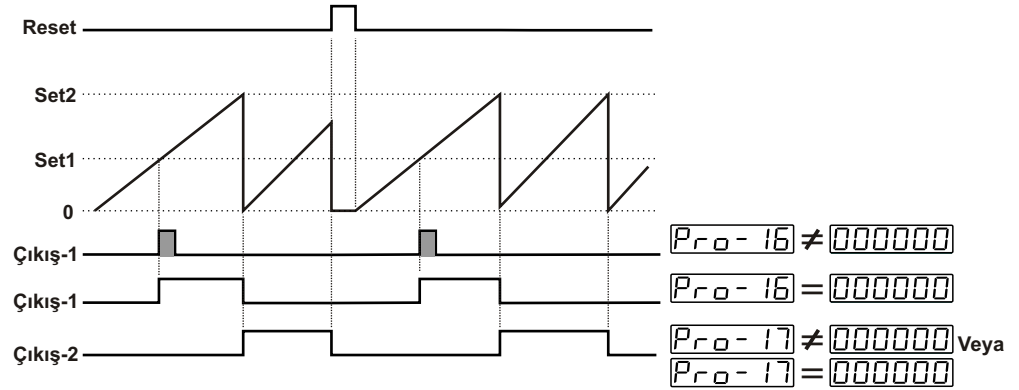 Reset
Set2
Set1
0
Çıkış-1 Pro-16 ≠ 000000
Çıkış-1 Pro-16 = 000000
Çıkış-2 Pro-17 ≠ 000000 Veya
Pro-17 = 000000